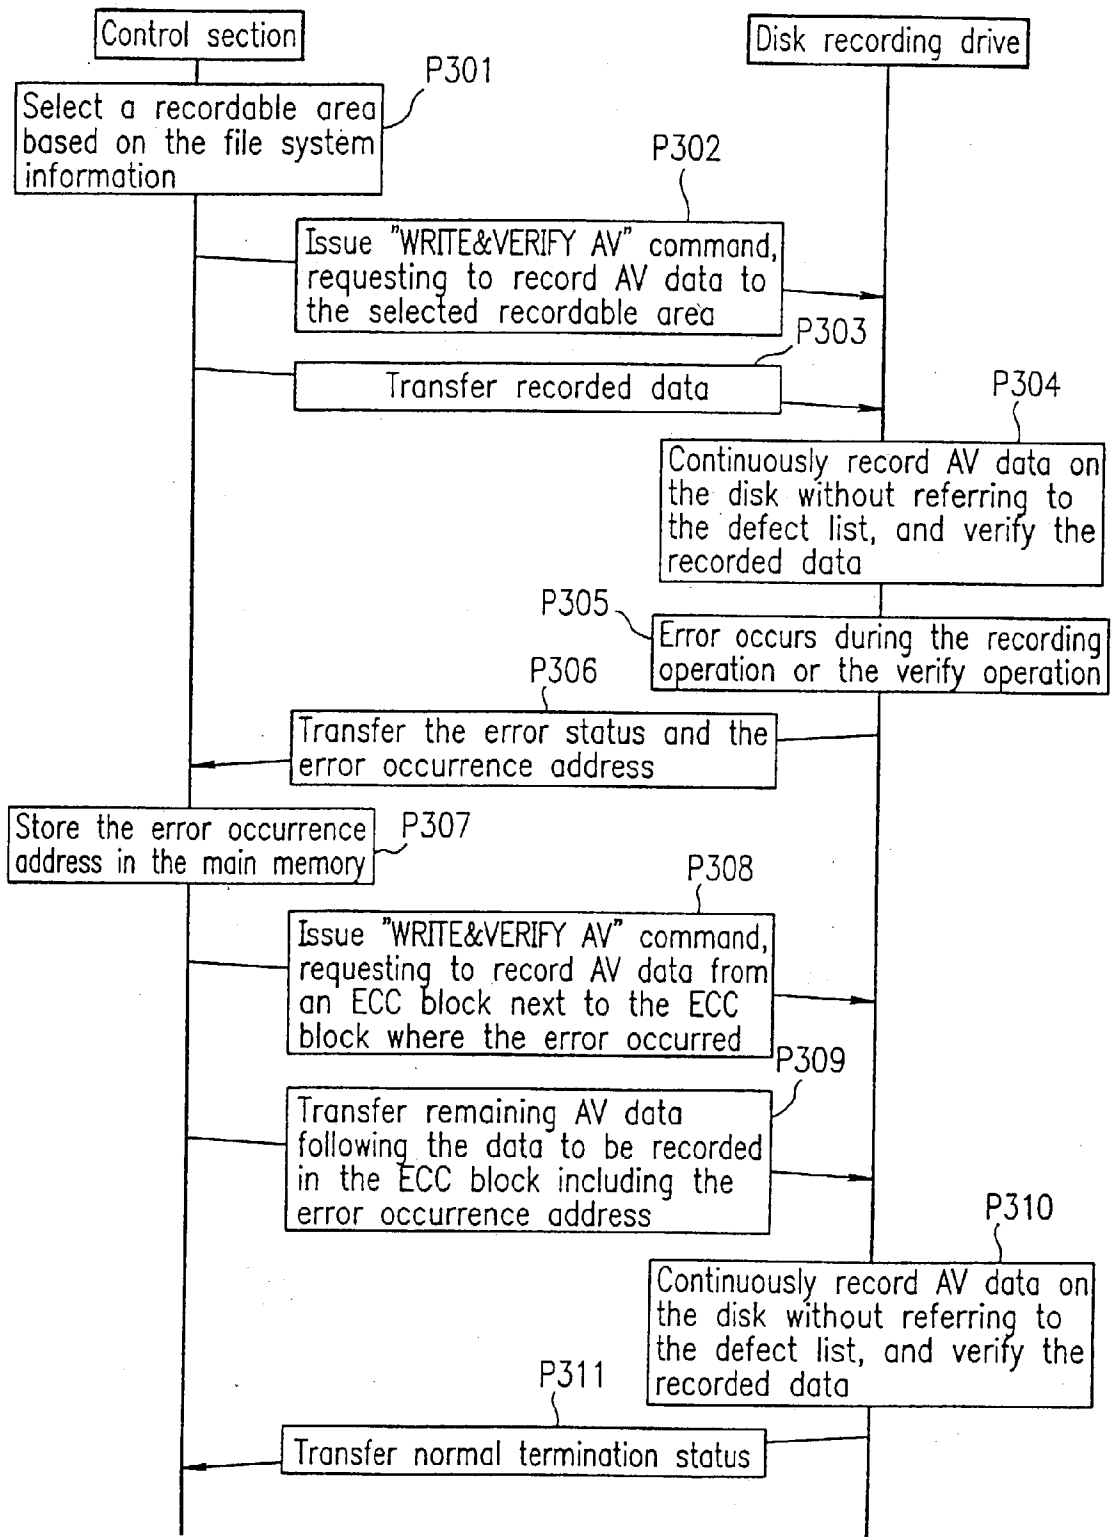 Control section
Disk recording drive
P301
Select a recordable area
based on the file system
information
P302
Issue "WRITE&VERIFY AV" command,
requesting to record AV data to
the selected recordable area
P303
Transfer recorded data
P304
Continuously record AV data on
the disk without referring to
the defect list, and verify the
recorded data
P305
Error occurs during the recording
operation or the verify operation
P306
Transfer the error status and the
error occurrence address
Store the error occurrence
address in the main memory
P307
P308
Issue "WRITE&VERIFY AV" command,
requesting to record AV data from
an ECC block next to the ECC
block where the error occurred
P309
Transfer remaining AV data
following the data to be recorded
in the ECC block including the
error occurrence address
P310
Continuously record AV data on
the disk without referring to
the defect list, and verify the
recorded data
P311
Transfer normal termination status